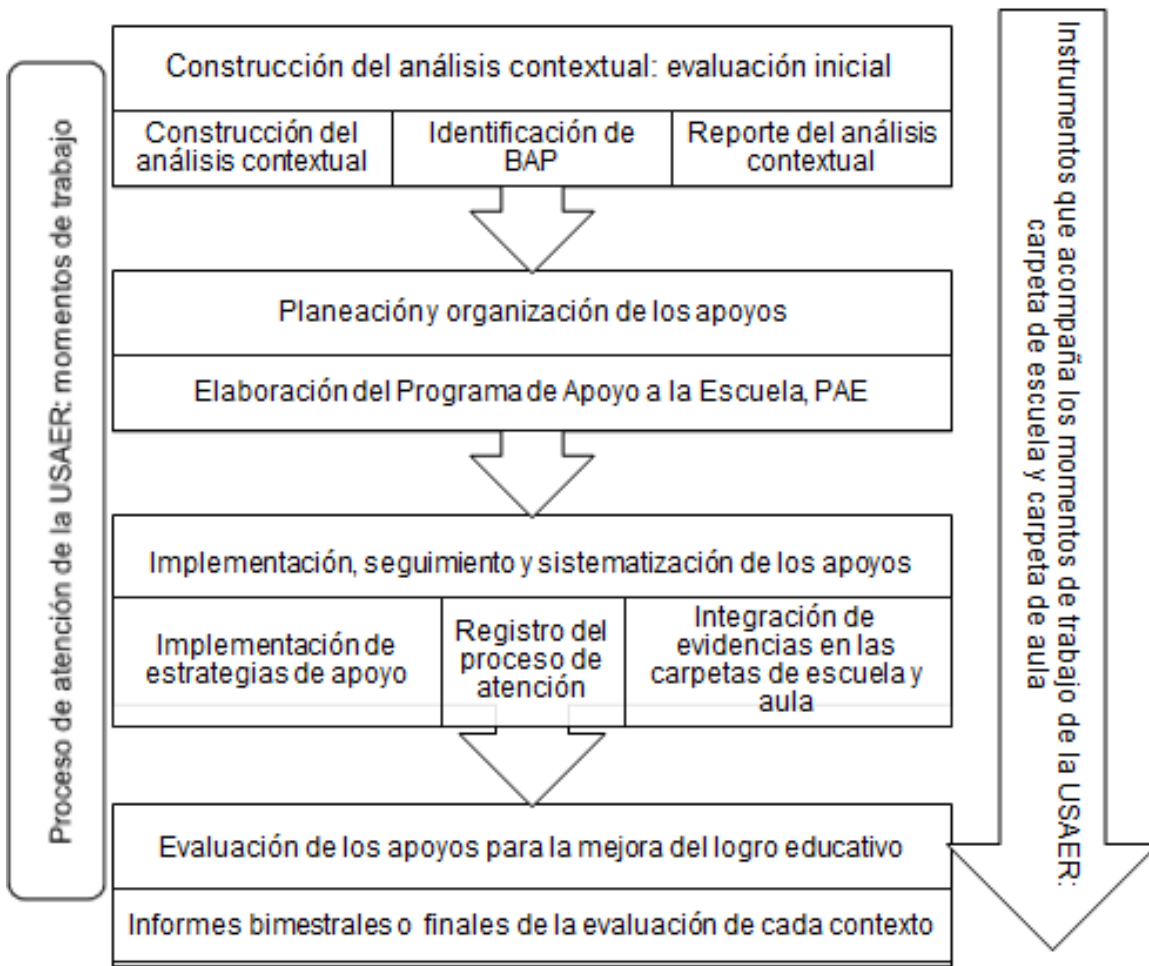 Proceso de atención de la USAER: momentos de trabajo
Construcción del análisis contextual: evaluación inicial
Construcción del
análisis contextual
Identificación de
BAP
Reporte del análisis
contextual
Planeación y organización de los apoyos
Elaboración del Programa de Apoyo a la Escuela, PAE
Implementación, seguimiento y sistematización de los apoyos
Implementación de
estrategias de apoyo
Registro del
proceso de
atención
Integración de
evidencias en las
carpetas de escuela y
aula
Evaluación de los apoyos para la mejora del logro educativo
Informes bimestrales o finales de la evaluación de cada contexto
Instrumentos que acompaña los momentos de trabajo de la USAER:
carpeta de escuela y carpeta de aula